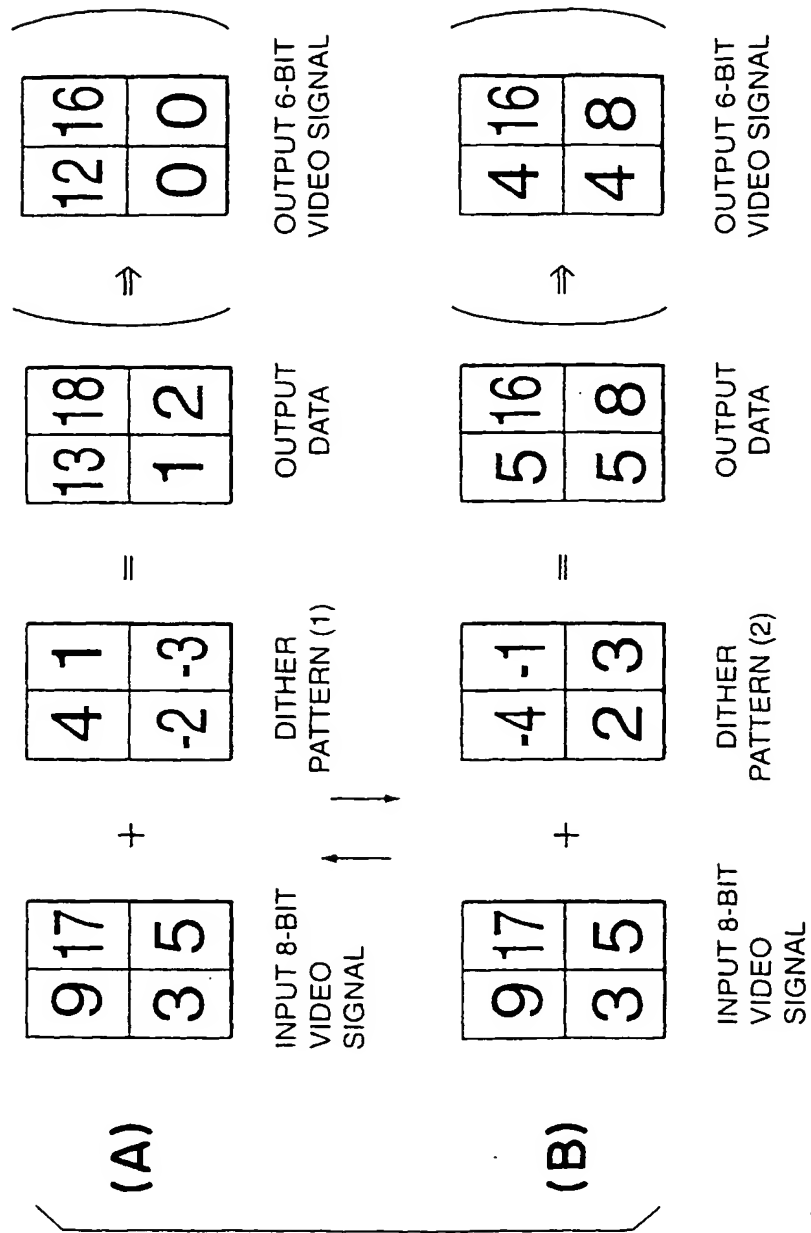 (A)
9 17
3 5
INPUT 8-BIT
VIDEO
SIGNAL
+
4 1
-2 -3
DITHER
PATTERN (1)
=
13 18
1 2
OUTPUT
DATA
( ⇒
12 16
0 0
OUTPUT 6-BIT
VIDEO SIGNAL
)
(B)
9 17
3 5
INPUT 8-BIT
VIDEO
SIGNAL
+
-4 -1
2 3
DITHER
PATTERN (2)
=
5 16
5 8
OUTPUT
DATA
( ⇒
4 16
4 8
OUTPUT 6-BIT
VIDEO SIGNAL
)